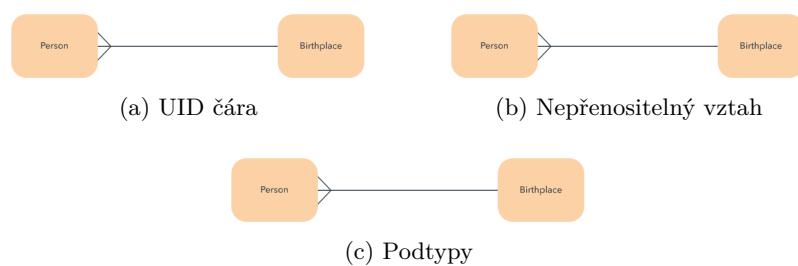 Person Birthplace Person Birthplace
(a) UID čára (b) Nepřenositelný vztah
Person Birthplace
(c) Podtypy